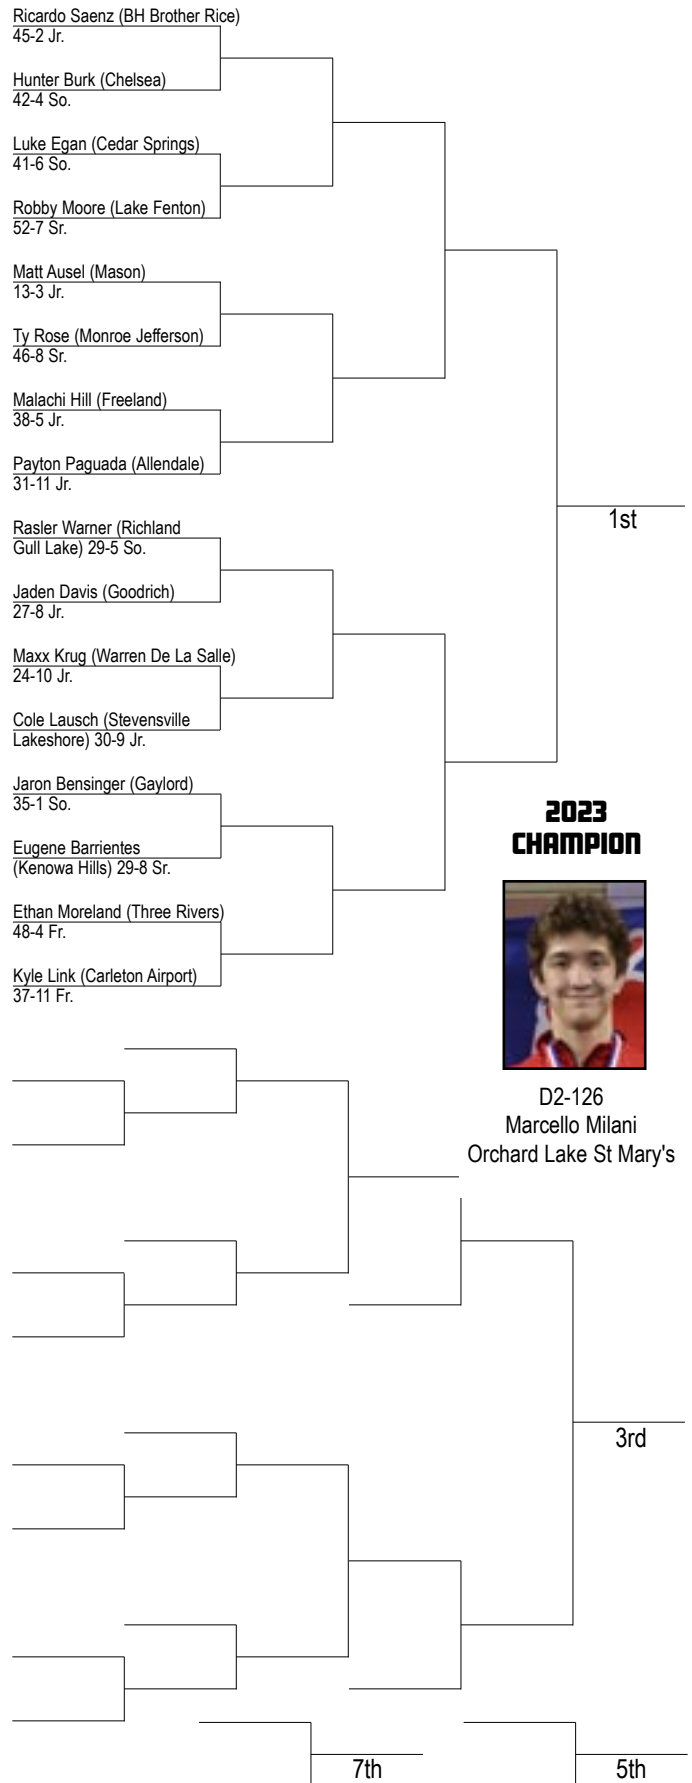 Ricardo Saenz (BH Brother Rice)
45-2 Jr.
Hunter Burk (Chelsea)
42-4 So.
Luke Egan (Cedar Springs)
41-6 So.
Robby Moore (Lake Fenton)
52-7 Sr.
Matt Ausel (Mason)
13-3 Jr.
Ty Rose (Monroe Jefferson)
46-8 Sr.
Malachi Hill (Freeland)
38-5 Jr.
Payton Paguada (Allendale)
31-11 Jr.
Rasler Warner (Richland
Gull Lake) 29-5 So.
Jaden Davis (Goodrich)
27-8 Jr.
Maxx Krug (Warren De La Salle)
24-10 Jr.
Cole Lausch (Stevensville
Lakeshore) 30-9 Jr.
Jaron Bensinger (Gaylord)
35-1 So.
Eugene Barrientes
(Kenowa Hills) 29-8 Sr.
Ethan Moreland (Three Rivers)
48-4 Fr.
Kyle Link (Carleton Airport)
37-11 Fr.
1st
2023
CHAMPION
D2-126
Marcello Milani
Orchard Lake St Mary's
3rd
7th
5th